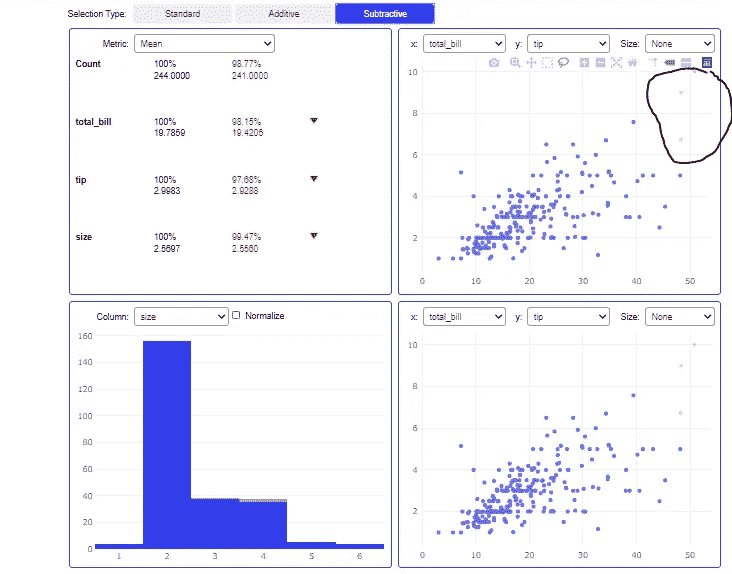 Selection Type: Standard Additive Subtractive
Metric: Mean
Count 100% 98.77%
244.0000 241.0000
total_bill 100% 98.15%
19.7859 19.4206
tip 100% 97.68%
2.9983 2.9288
size 100% 99.47%
2.5697 2.5560
x: total_bill y: tip Size: None
10
8
6
4
2
0 10 20 30 40 50
Column: size Normalize
160
140
120
100
80
60
40
20
0
1 2 3 4 5 6
x: total_bill y: tip Size: None
10
8
6
4
2
0 10 20 30 40 50